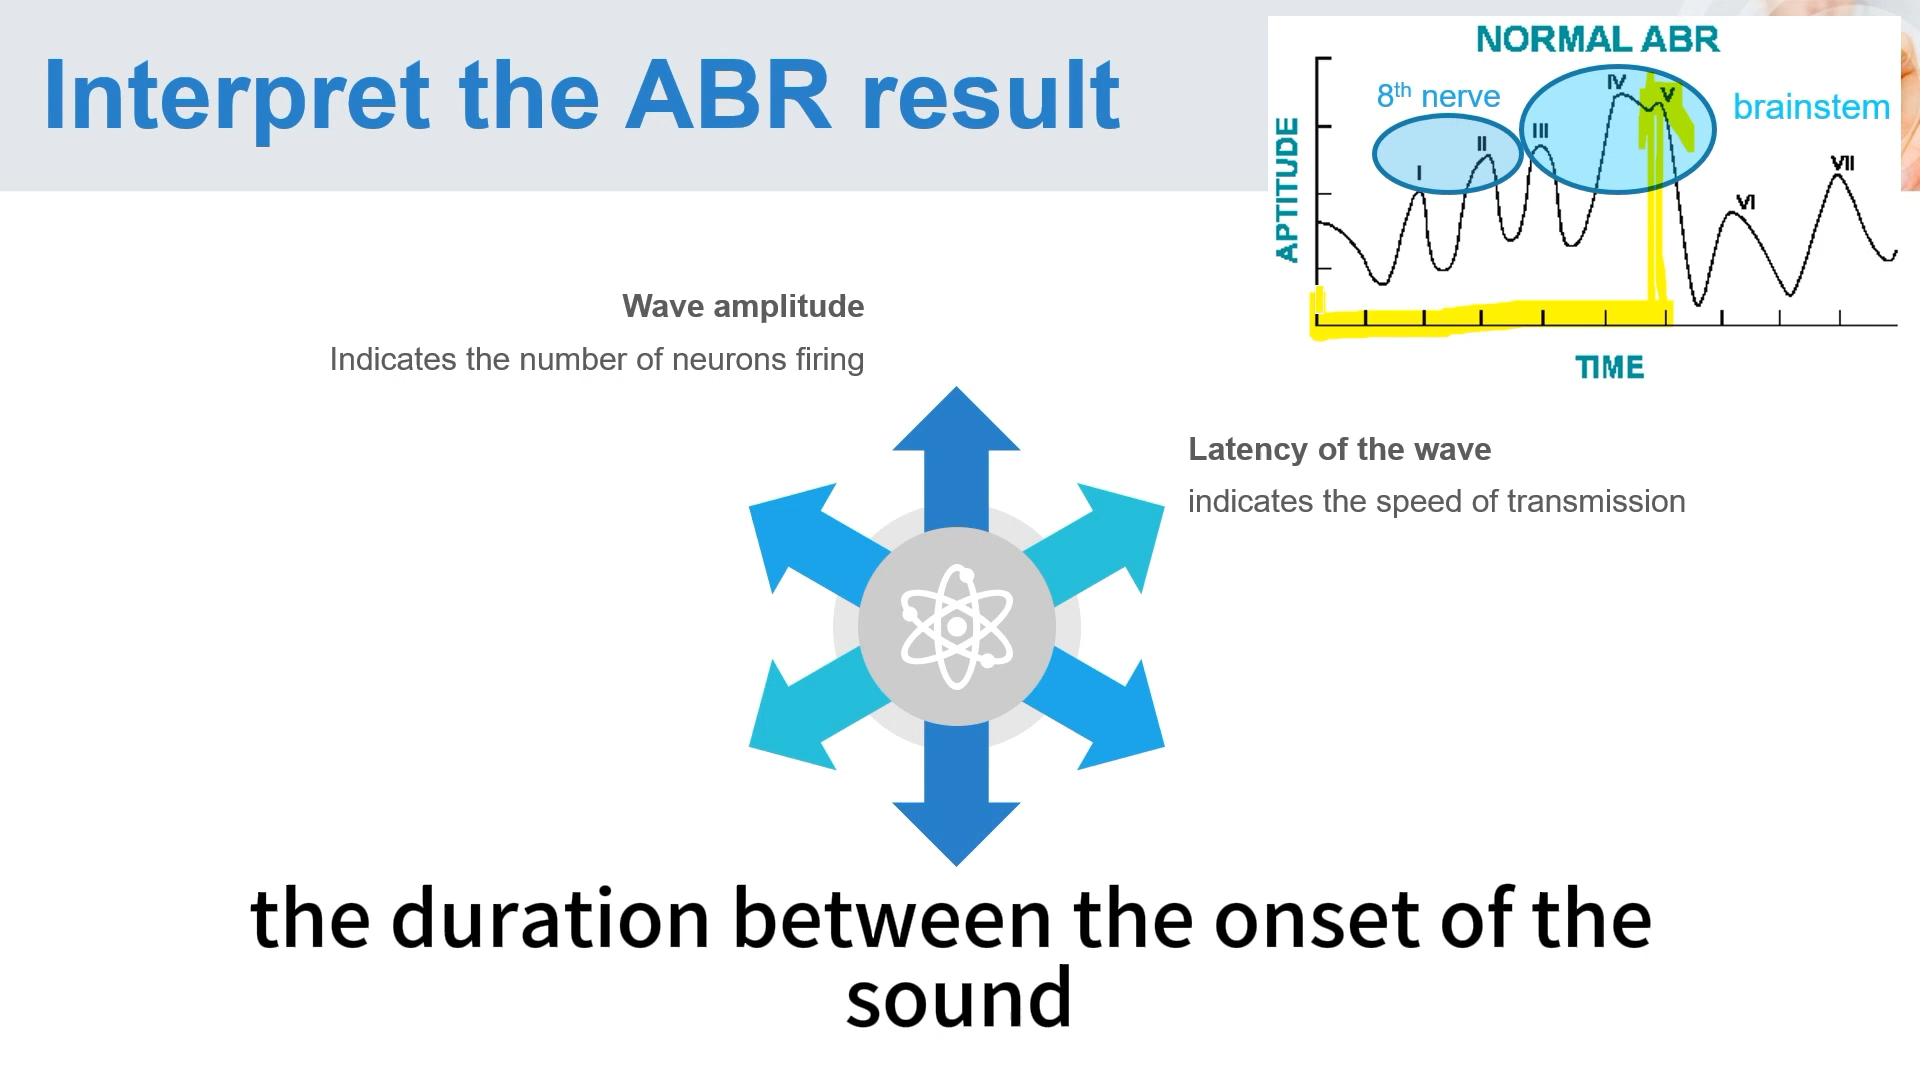 Interpret the ABR result
NORMAL ABR
8th nerve
brainstem
I
II
III
IV
V
VI
VII
APTITUDE
TIME
Wave amplitude
Indicates the number of neurons firing
Latency of the wave
indicates the speed of transmission
the duration between the onset of the
sound